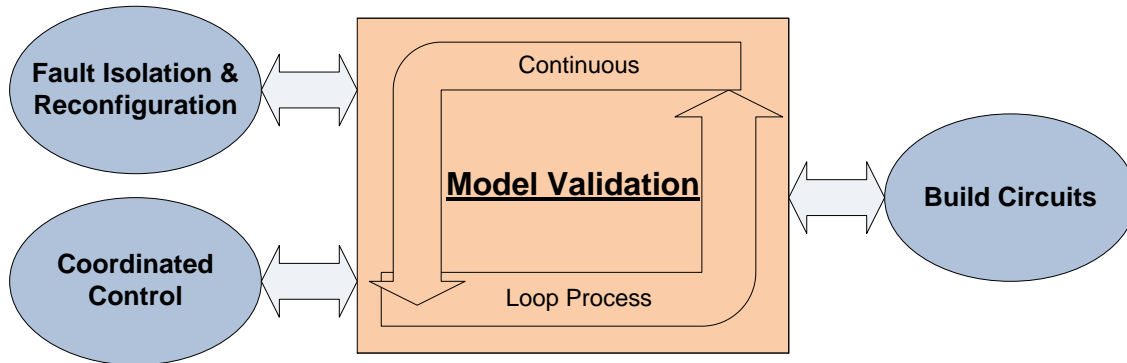 Fault Isolation &
Reconfiguration
Continuous
Model Validation
Build Circuits
Coordinated
Control
Loop Process